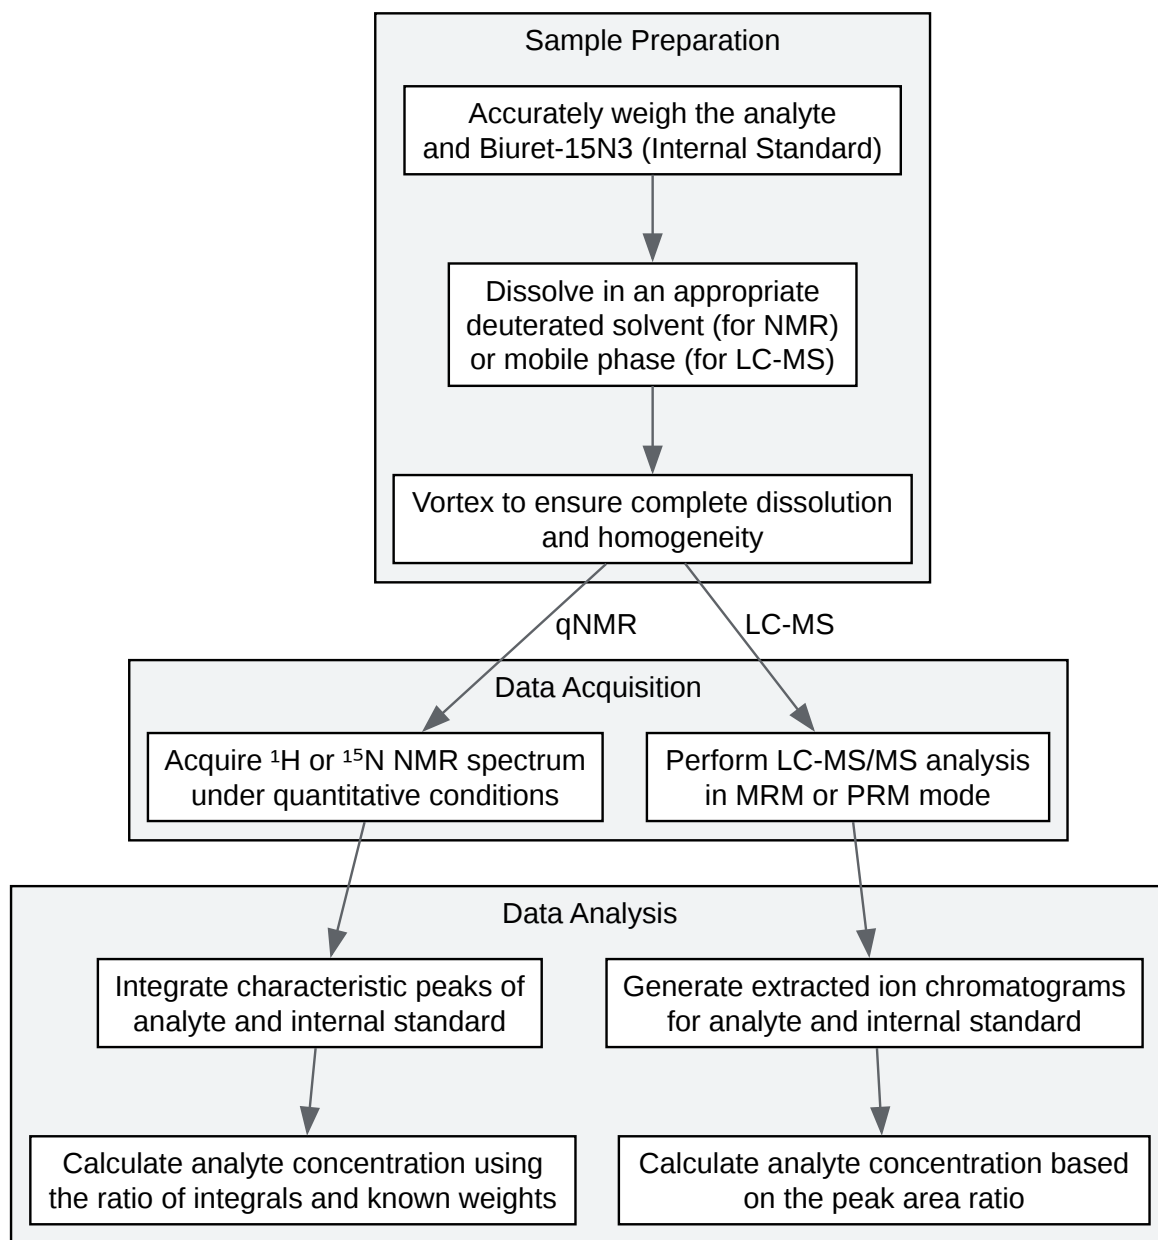 Sample Preparation
Accurately weigh the analyte
and Biuret-15N3 (Internal Standard)
Dissolve in an appropriate
deuterated solvent (for NMR)
or mobile phase (for LC-MS)
Vortex to ensure complete dissolution
and homogeneity
qNMR
LC-MS
Data Acquisition
Acquire ¹H or ¹⁵N NMR spectrum
under quantitative conditions
Perform LC-MS/MS analysis
in MRM or PRM mode
Data Analysis
Integrate characteristic peaks of
analyte and internal standard
Generate extracted ion chromatograms
for analyte and internal standard
Calculate analyte concentration using
the ratio of integrals and known weights
Calculate analyte concentration based
on the peak area ratio